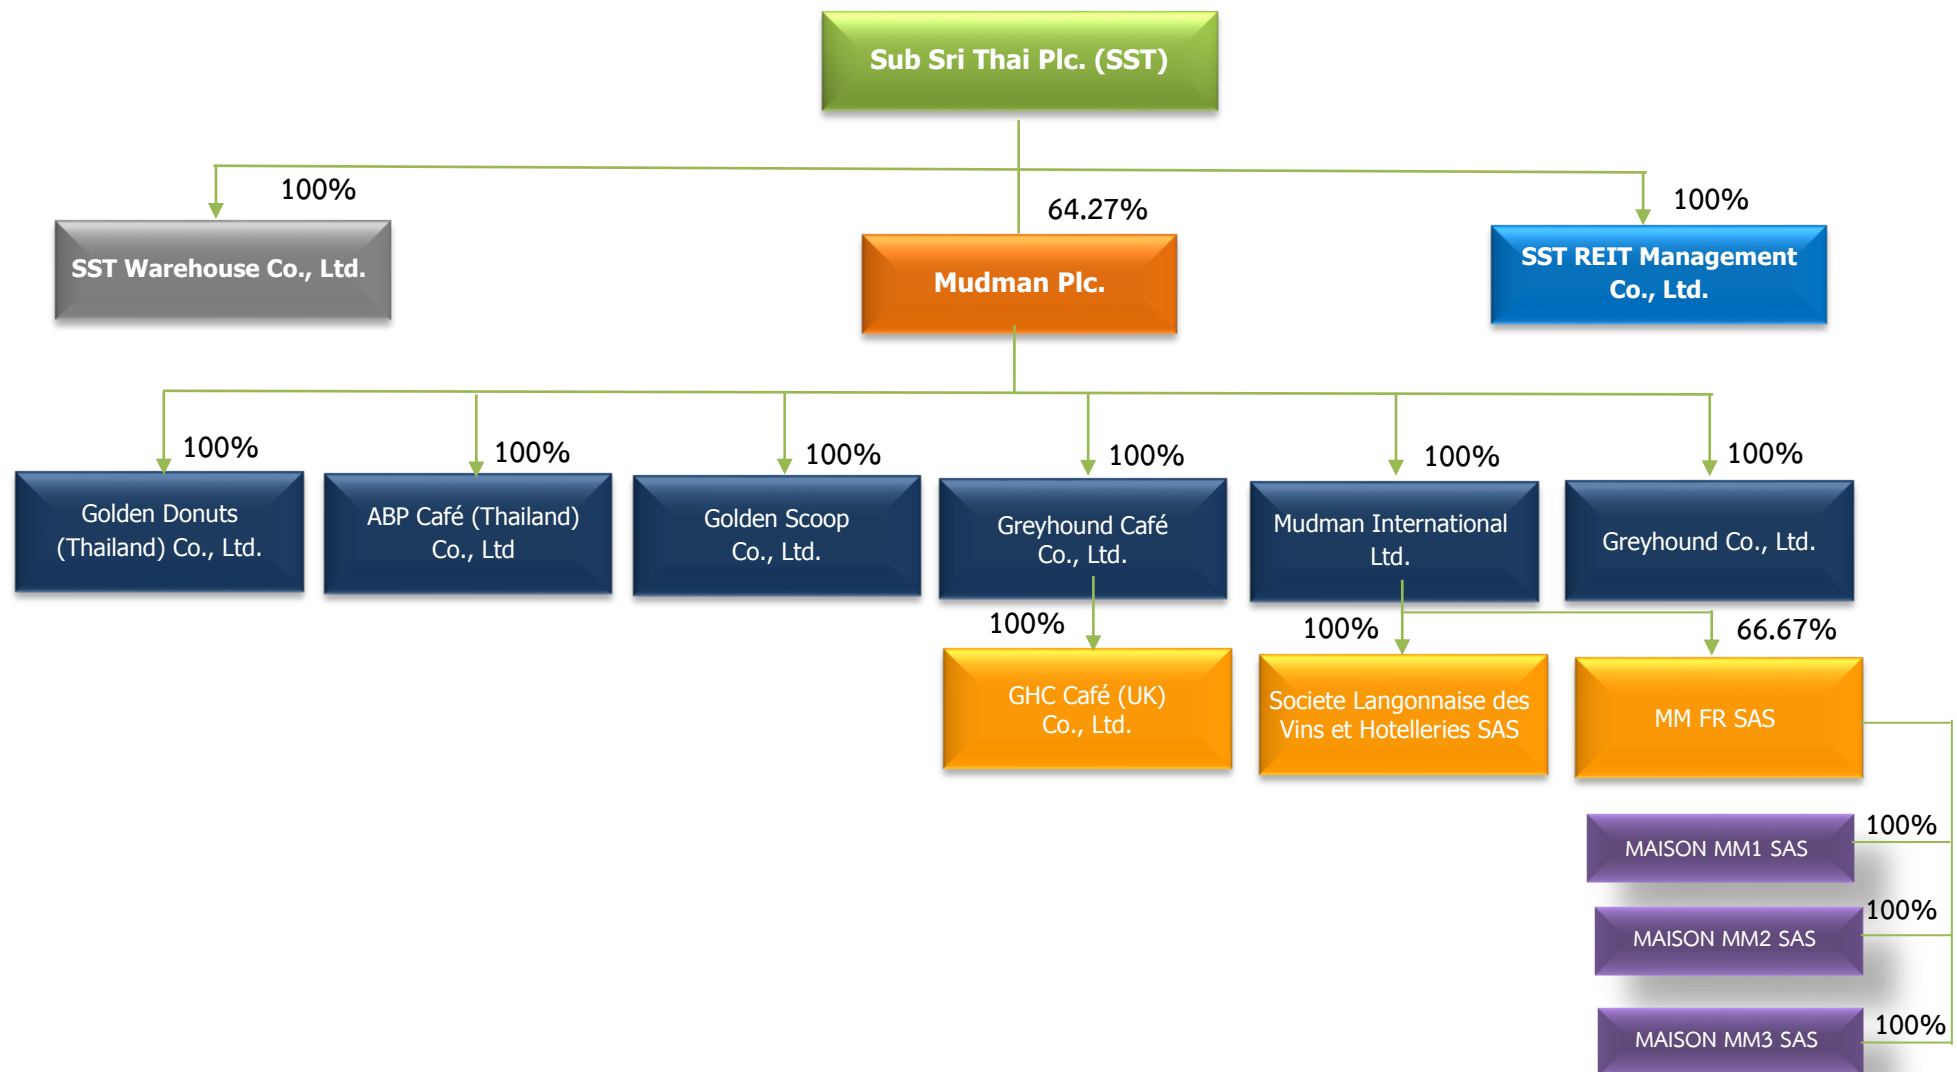 Sub Sri Thai Plc. (SST)
100%
64.27%
100%
SST Warehouse Co., Ltd.
Mudman Plc.
SST REIT Management
Co., Ltd.
100%
100%
100%
100%
100%
100%
Golden Donuts
(Thailand) Co., Ltd.
ABP Café (Thailand)
Co., Ltd
Golden Scoop
Co., Ltd.
Greyhound Café
Co., Ltd.
Mudman International
Ltd.
Greyhound Co., Ltd.
100%
100%
66.67%
GHC Café (UK)
Co., Ltd.
Societe Langonnaise des
Vins et Hotelleries SAS
MM FR SAS
100%
MAISON MM1 SAS
100%
MAISON MM2 SAS
100%
MAISON MM3 SAS